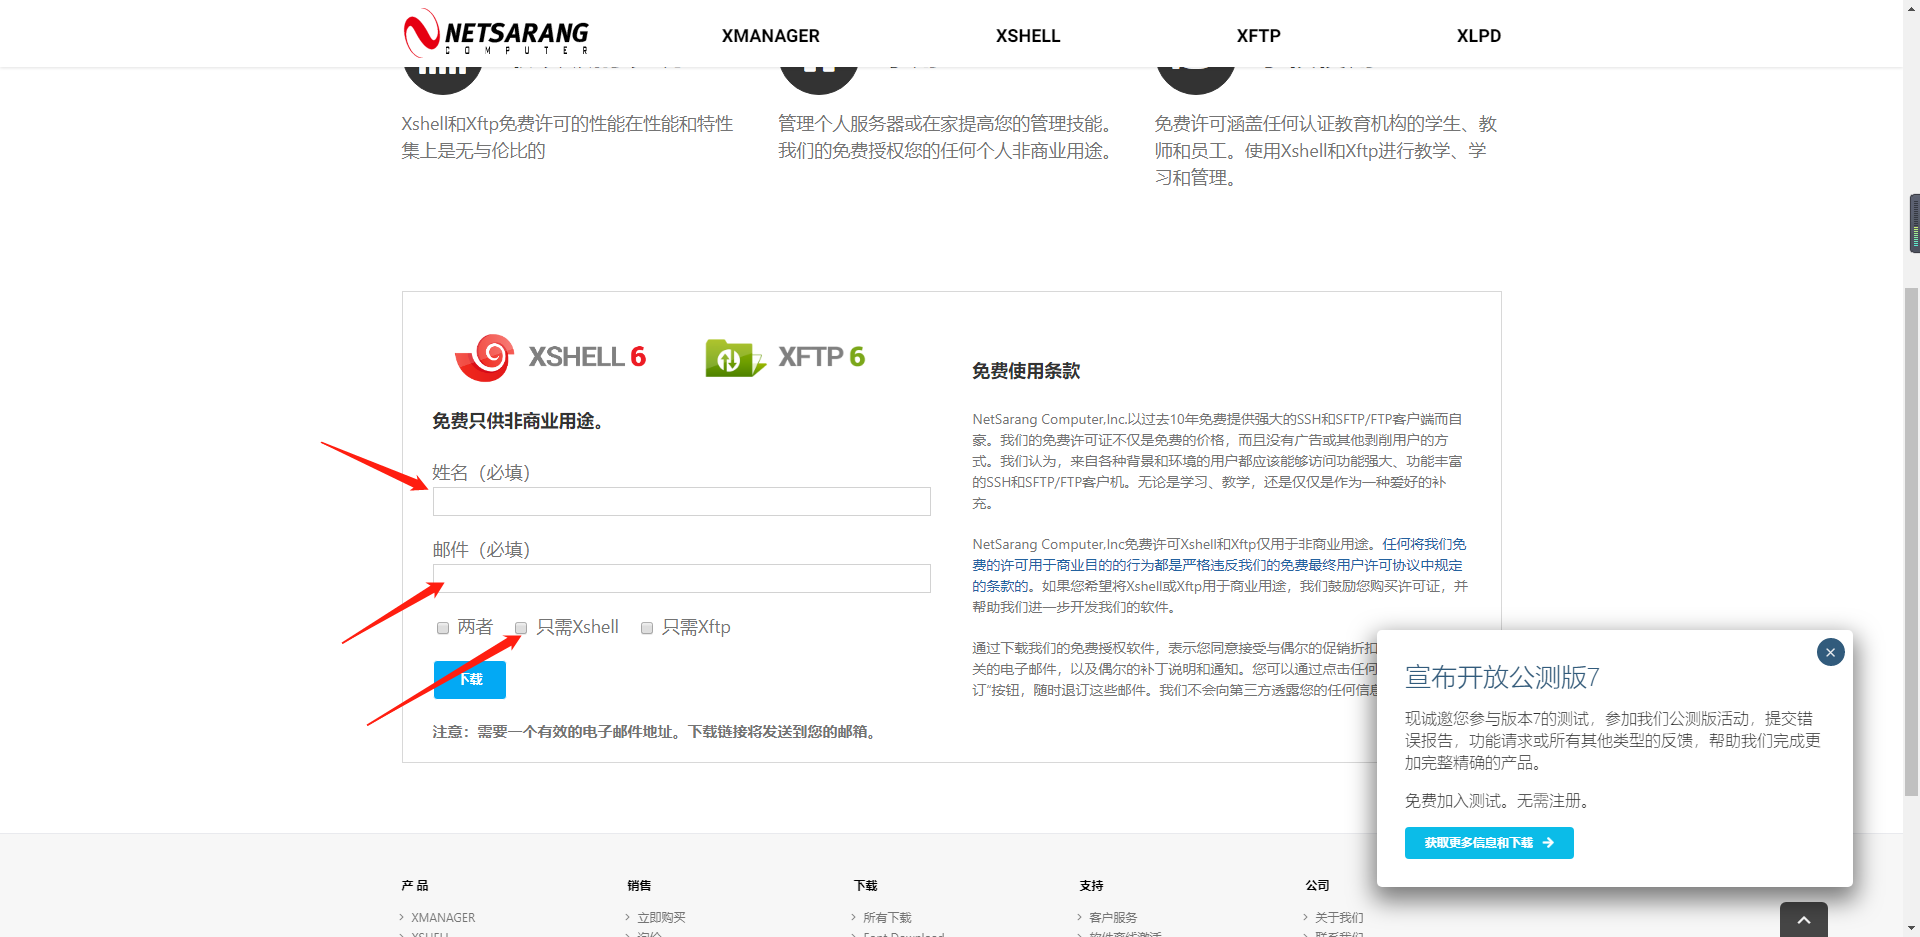 NETSARANG
COMPUTER
XMANAGER
XSHELL
XFTP
XLPD
Xshell和Xftp免费许可的性能在性能和特性
集上是无与伦比的
管理个人服务器或在家提高您的管理技能。
我们的免费授权您的任何个人非商业用途。
免费许可涵盖任何认证教育机构的学生、教
师和员工。使用Xshell和Xftp进行教学、学
习和管理。
XSHELL 6
XFTP 6
免费只供非商业用途。
姓名（必填）
邮件（必填）
两者
只需Xshell
只需Xftp
下载
注意：需要一个有效的电子邮件地址。下载链接将发送到您的邮箱。
免费使用条款
NetSarang Computer,Inc.以过去10年免费提供强大的SSH和SFTP/FTP客户端而自
豪。我们的免费许可证不仅是免费的价格，而且没有广告或其他剥削用户的方
式。我们认为，来自各种背景和环境的用户都应该能够访问功能强大、功能丰富
的SSH和SFTP/FTP客户机。无论是学习、教学，还是仅仅是作为一种爱好的补
充。
NetSarang Computer,Inc免费许可Xshell和Xftp仅用于非商业用途。任何将我们免
费的许可用于商业目的的行为都是严格违反我们的免费最终用户许可协议中规定
的条款的。如果您希望将Xshell或Xftp用于商业用途，我们鼓励您购买许可证，并
帮助我们进一步开发我们的软件。
通过下载我们的免费授权软件，表示您同意接受与偶尔的促销折扣
关的电子邮件，以及偶尔的补丁说明和通知。您可以通过点击任何
订"按钮，随时退订这些邮件。我们不会向第三方透露您的任何信息
宣布开放公测版7
现诚邀您参与版本7的测试，参加我们公测版活动，提交错
误报告，功能请求或所有其他类型的反馈，帮助我们完成更
加完整精确的产品。
免费加入测试。无需注册。
获取更多信息和下载
产品
XMANAGER
XSHELL
销售
立即购买
询价
下载
所有下载
Font Download
支持
客户服务
软件离线激活
公司
关于我们
联系我们